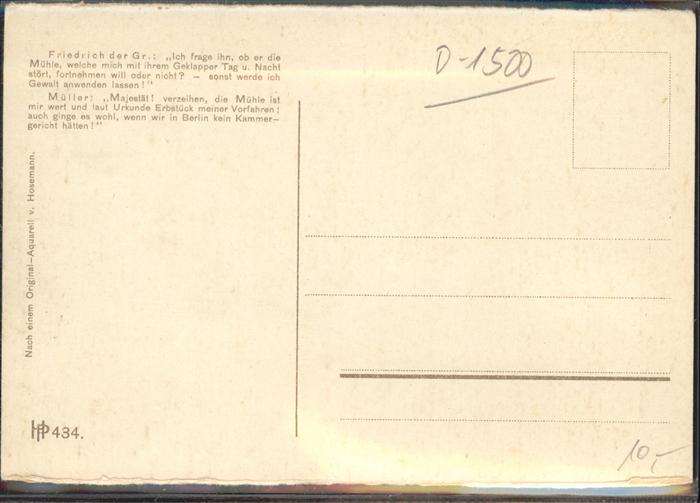 Friedrich der Gr.: „Ich frage ihn, ob er die
Mühle, welche mich mit ihrem Geklapper Tag u. Nacht
stört, fortnehmen will oder nicht? – sonst werde ich
Gewalt anwenden lassen!"
Müller: „Majestät! verzeihen, die Mühle ist
mir wert und laut Urkunde Erbstück meiner Vorfahren;
auch ginge es wohl, wenn wir in Berlin kein Kammer-
gericht hätten!"
Nach einem Original-Aquarell v. Hosemann.
HP 434.
D-1500
10,-